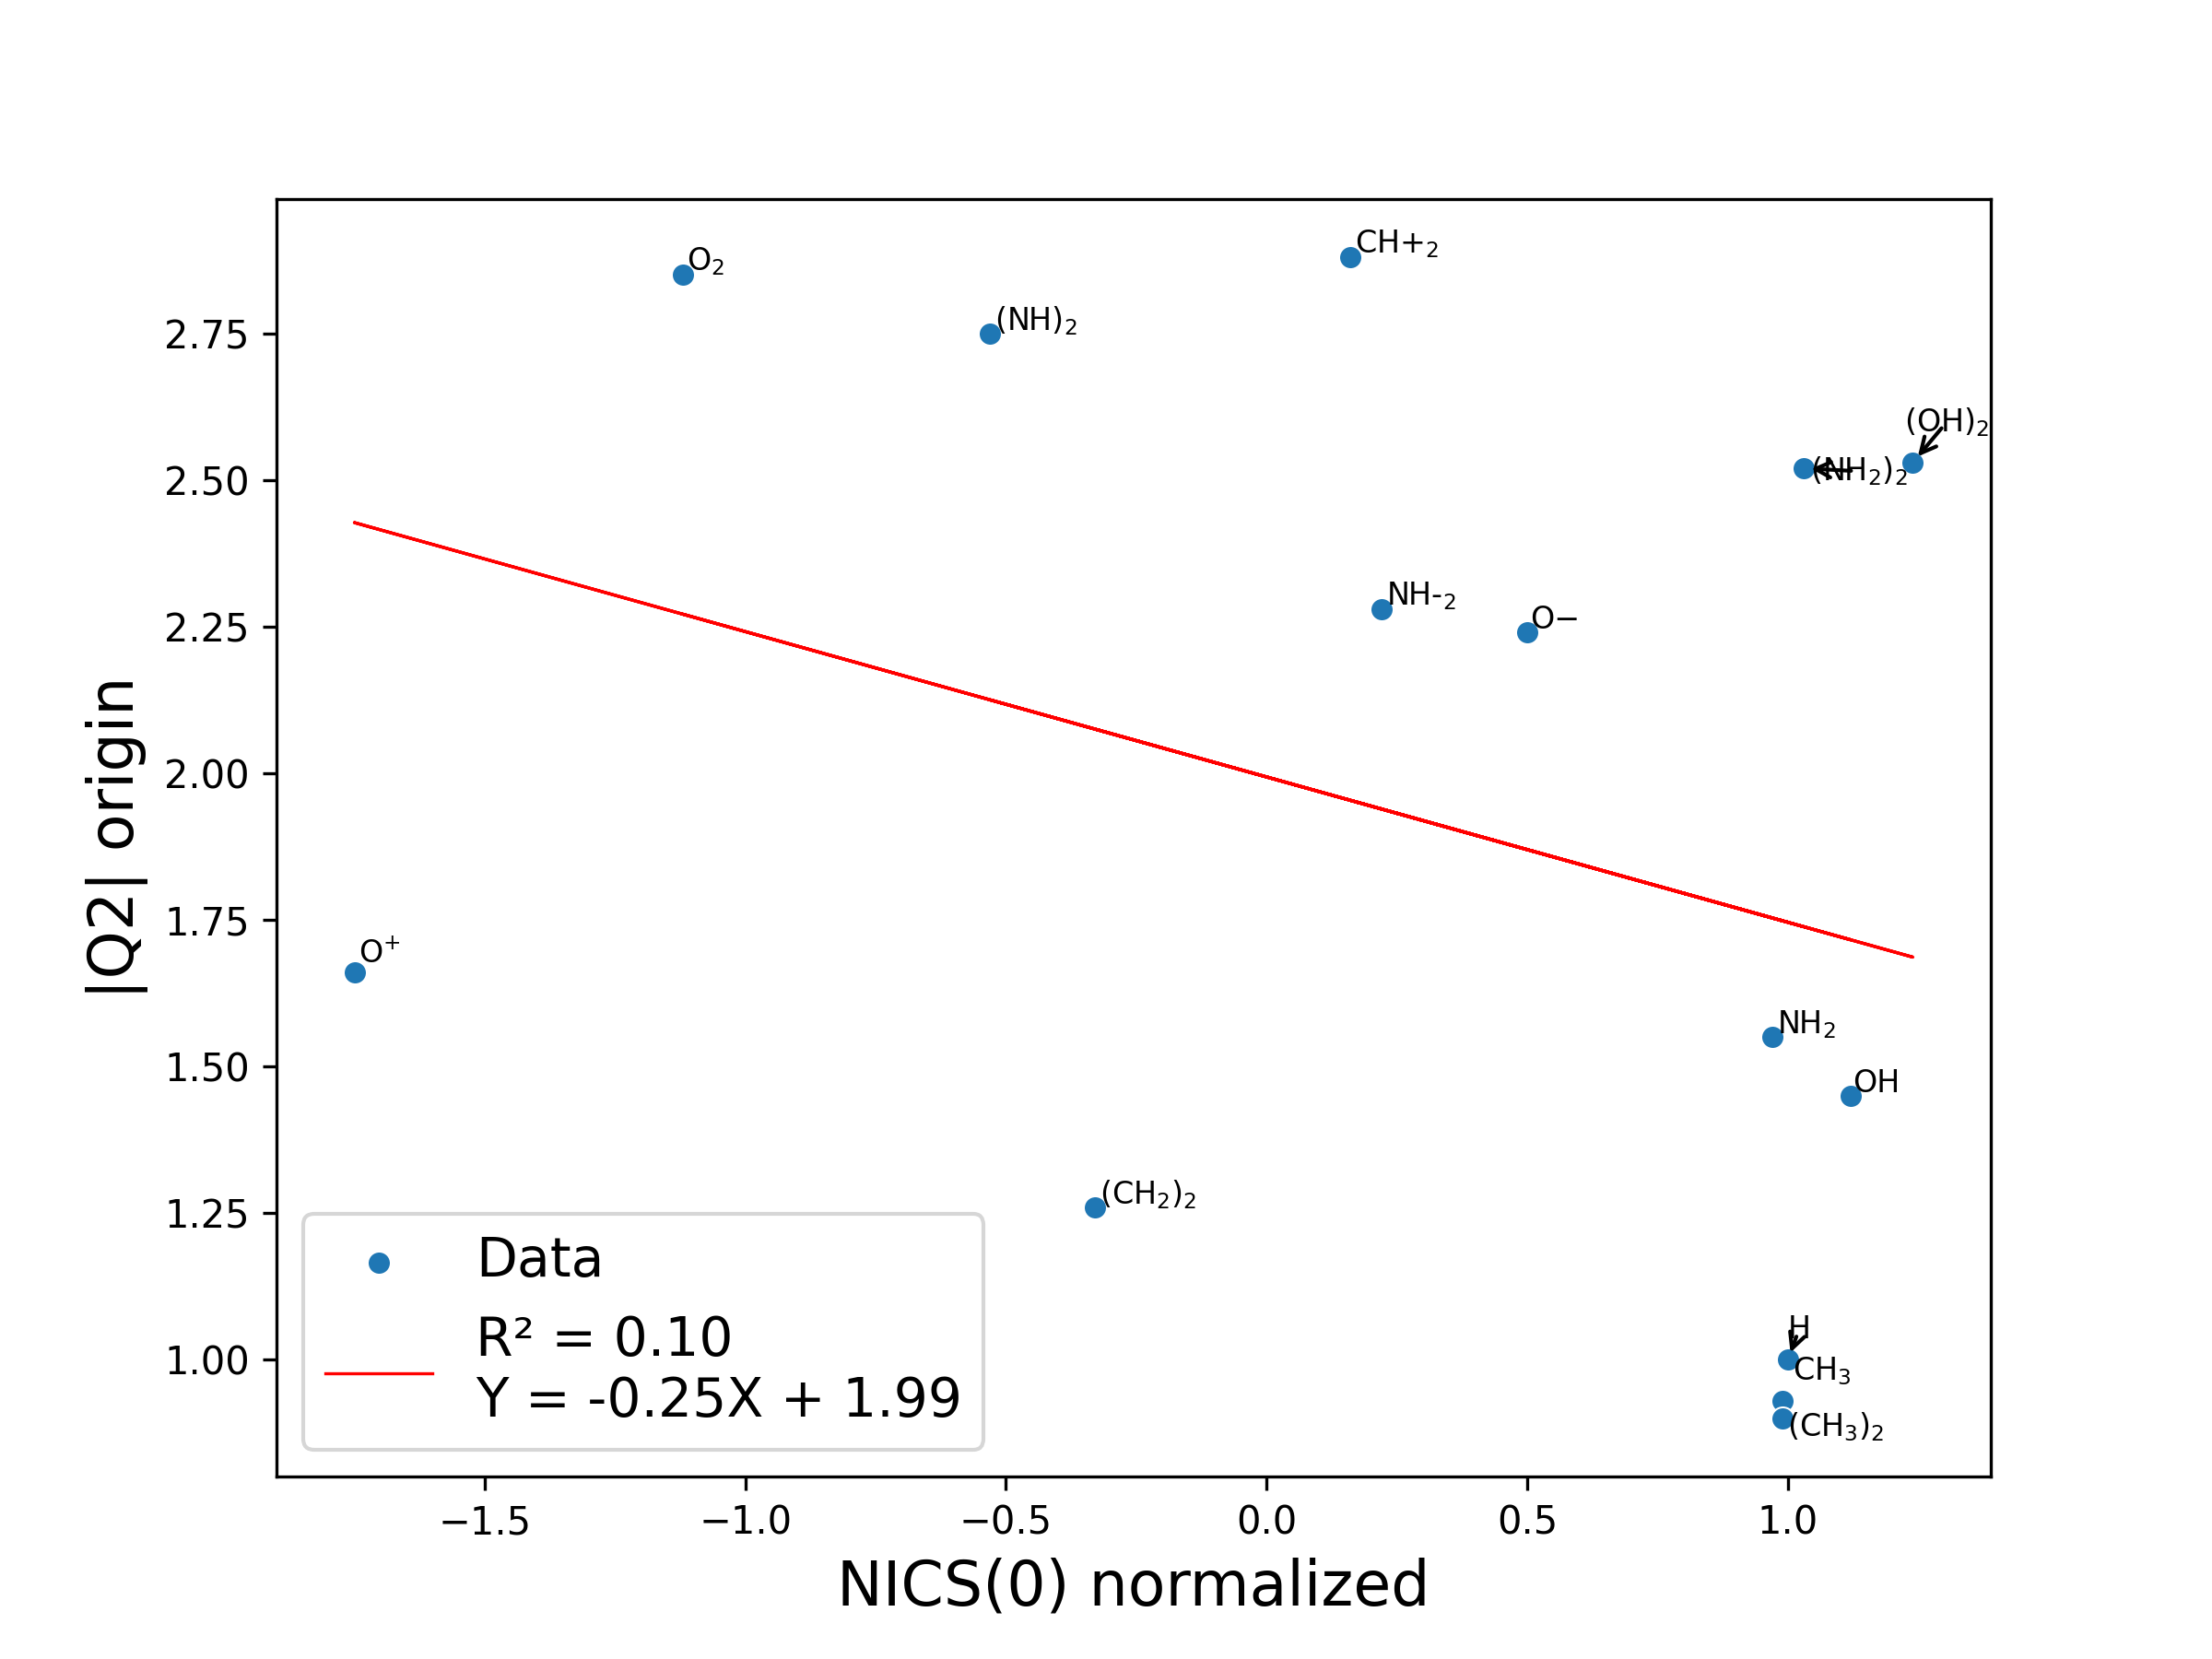 CH+₂
O₂
(NH)₂
2.75
(OH)₂
(NH₂)₂
2.50
NH-₂
O−
2.25
2.00
|Q2| origin
1.75
O⁺
NH₂
1.50
OH
(CH₂)₂
1.25
Data
H
R² = 0.10
1.00
CH₃
Y = -0.25X + 1.99
(CH₃)₂
−1.5 −1.0 −0.5 0.0 0.5 1.0
NICS(0) normalized